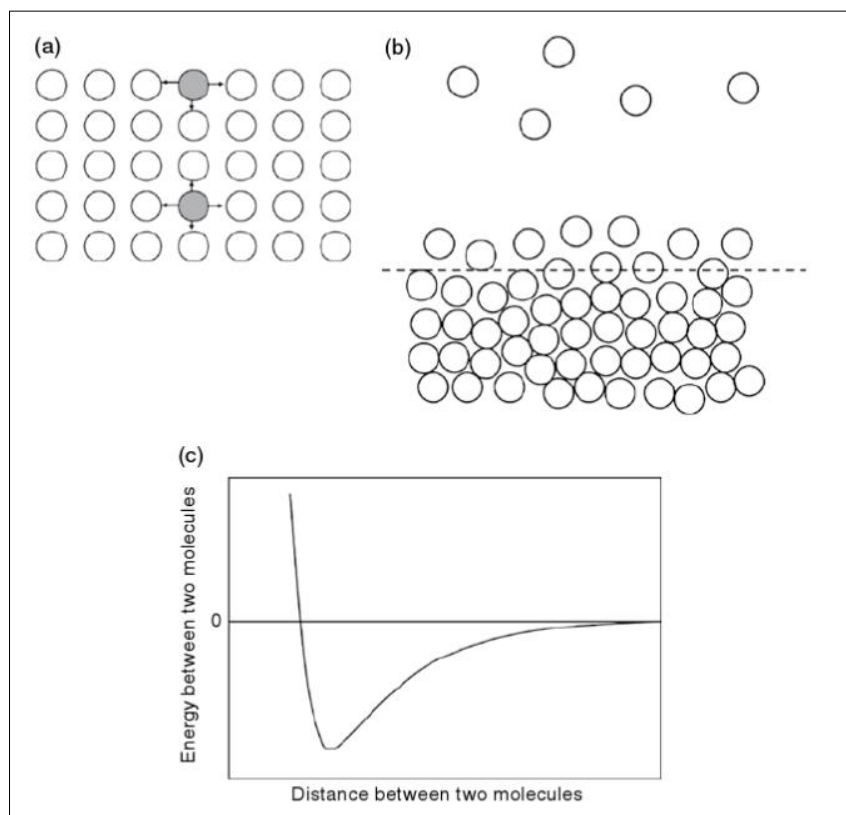 (a)
(b)
(c)
Energy between two molecules
0
Distance between two molecules